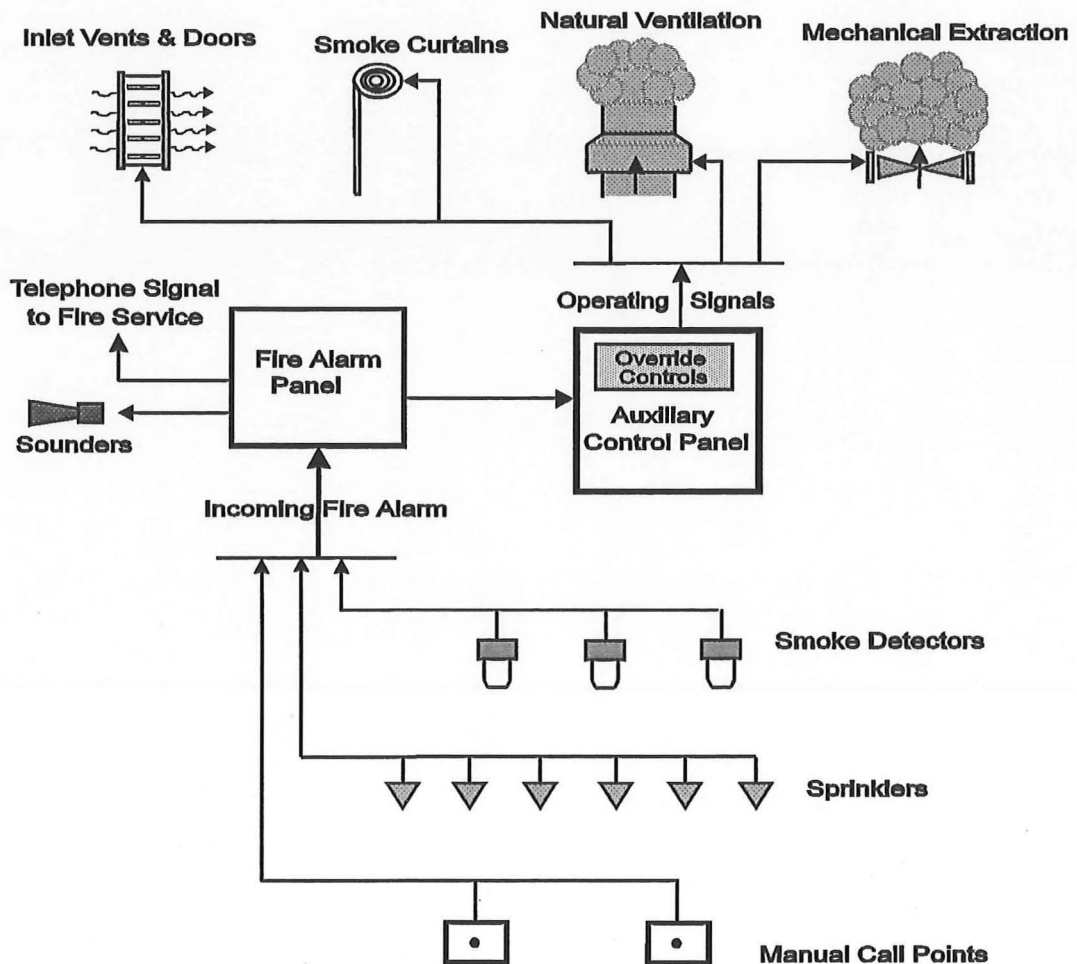 Natural Ventilation
Inlet Vents & Doors
Smoke Curtains
Mechanical Extraction
Telephone Signal
to Fire Service
Operating Signals
Fire Alarm
Panel
Override
Controls
Auxiliary
Control Panel
Sounders
Incoming Fire Alarm
Smoke Detectors
Sprinklers
Manual Call Points